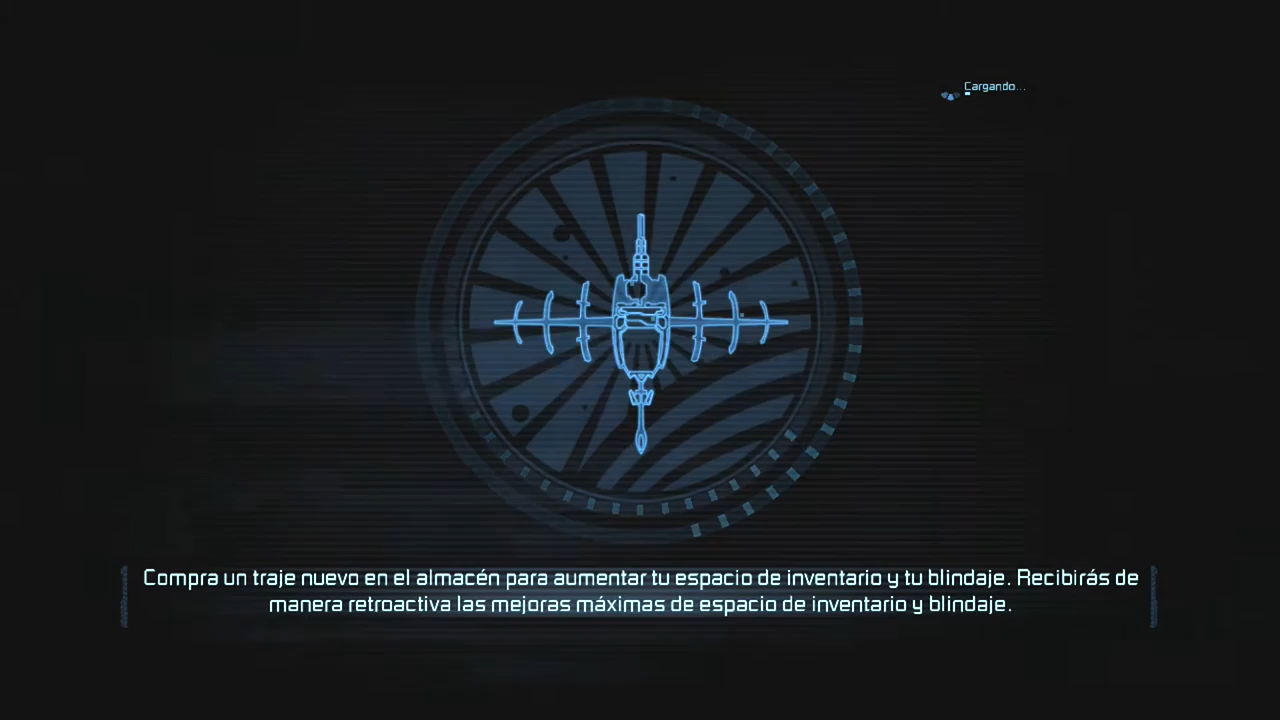 Cargando...
Compra un traje nuevo en el almacén para aumentar tu espacio de inventario y tu blindaje. Recibirás de
manera retroactiva las mejoras máximas de espacio de inventario y blindaje.